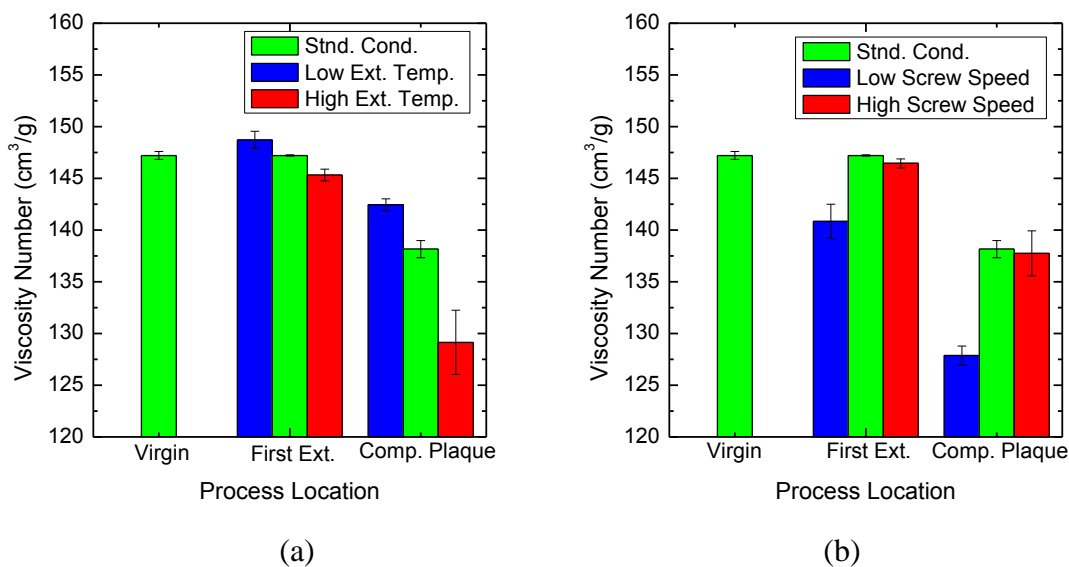 160
155
150
145
140
135
130
125
120
Viscosity Number (cm³/g)
Stnd. Cond.
Low Ext. Temp.
High Ext. Temp.
Virgin First Ext. Comp. Plaque
Process Location
(a)
160
155
150
145
140
135
130
125
120
Viscosity Number (cm³/g)
Stnd. Cond.
Low Screw Speed
High Screw Speed
Virgin First Ext. Comp. Plaque
Process Location
(b)